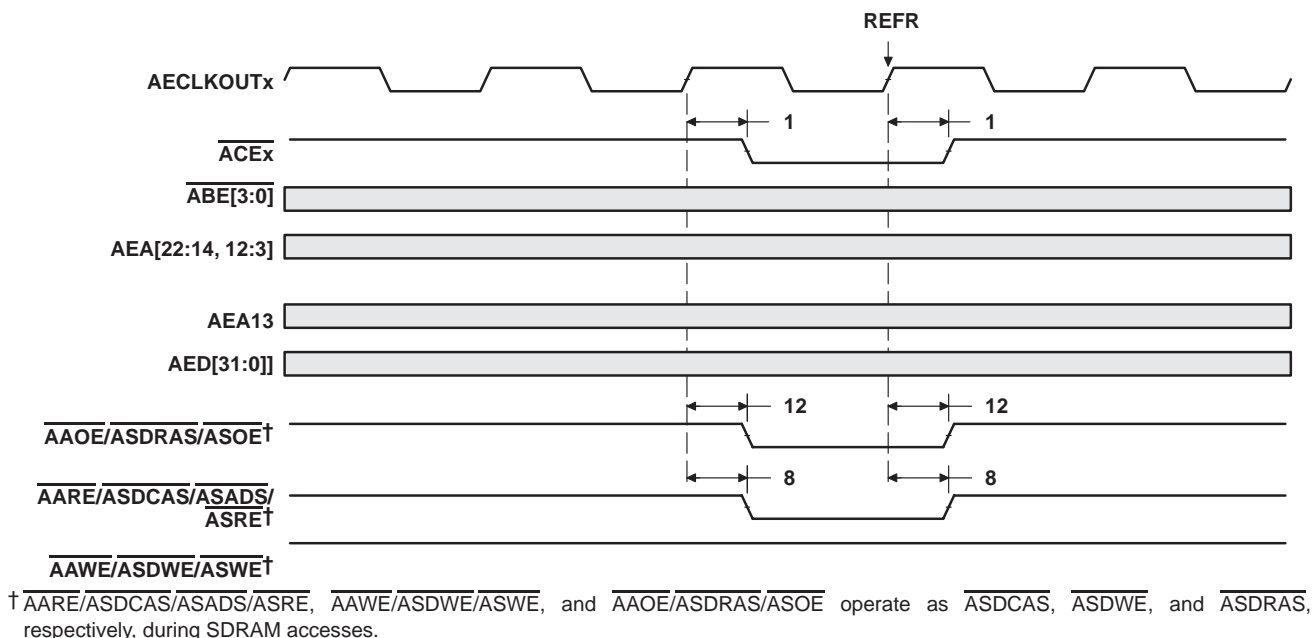 REFR
AECLKOUTx
1 1
ACEx
ABE[3:0]
AEA[22:14, 12:3]
AEA13
AED[31:0]]
12 12
AAOE/ASDRAS/ASOE†
8 8
AARE/ASDCAS/ASADS/
ASRE†
AAWE/ASDWE/ASWE†
† AARE/ASDCAS/ASADS/ASRE, AAWE/ASDWE/ASWE, and AAOE/ASDRAS/ASOE operate as ASDCAS, ASDWE, and ASDRAS,
respectively, during SDRAM accesses.